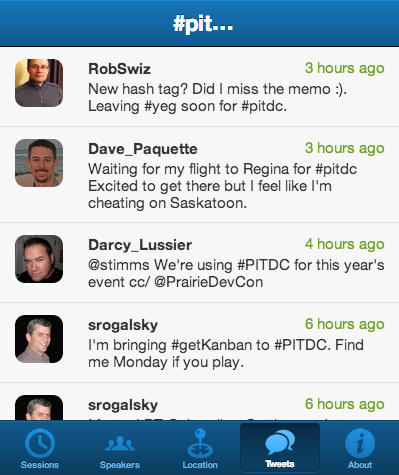 #pit...
RobSwiz 3 hours ago
New hash tag? Did I miss the memo :).
Leaving #yeg soon for #pitdc.
Dave_Paquette 3 hours ago
Waiting for my flight to Regina for #pitdc
Excited to get there but I feel like I'm
cheating on Saskatoon.
Darcy_Lussier 4 hours ago
@stimms We're using #PITDC for this year's
event cc/ @PrairieDevCon
srogalsky 6 hours ago
I'm bringing #getKanban to #PITDC. Find
me Monday if you play.
srogalsky 6 hours ago
Sessions Speakers Location Tweets About